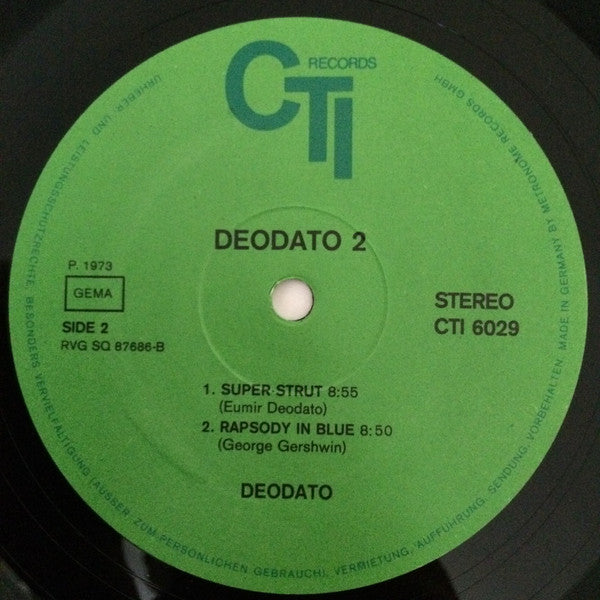 CTI RECORDS
DEODATO 2
P. 1973
GEMA
SIDE 2
RVG SQ 87686-B
STEREO
CTI 6029
1. SUPER STRUT 8:55
(Eumir Deodato)
2. RAPSODY IN BLUE 8:50
(George Gershwin)
DEODATO
URHEBER UND LEISTUNGSSCHUTZRECHTE, BESONDERS VERVIELFÄLTIGUNG (AUSSER ZUM PERSÖNLICHEN GEBRAUCH), VERMIETUNG, AUFFÜHRUNG, SENDUNG, VORBEHALTEN. MADE IN GERMANY BY METRONOME RECORDS GMBH